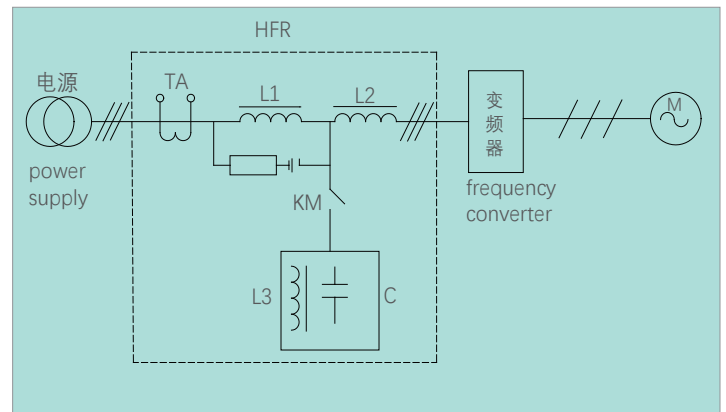 HFR
电源
TA
L1
L2
变
频
器
M
power
supply
frequency
converter
KM
L3
C